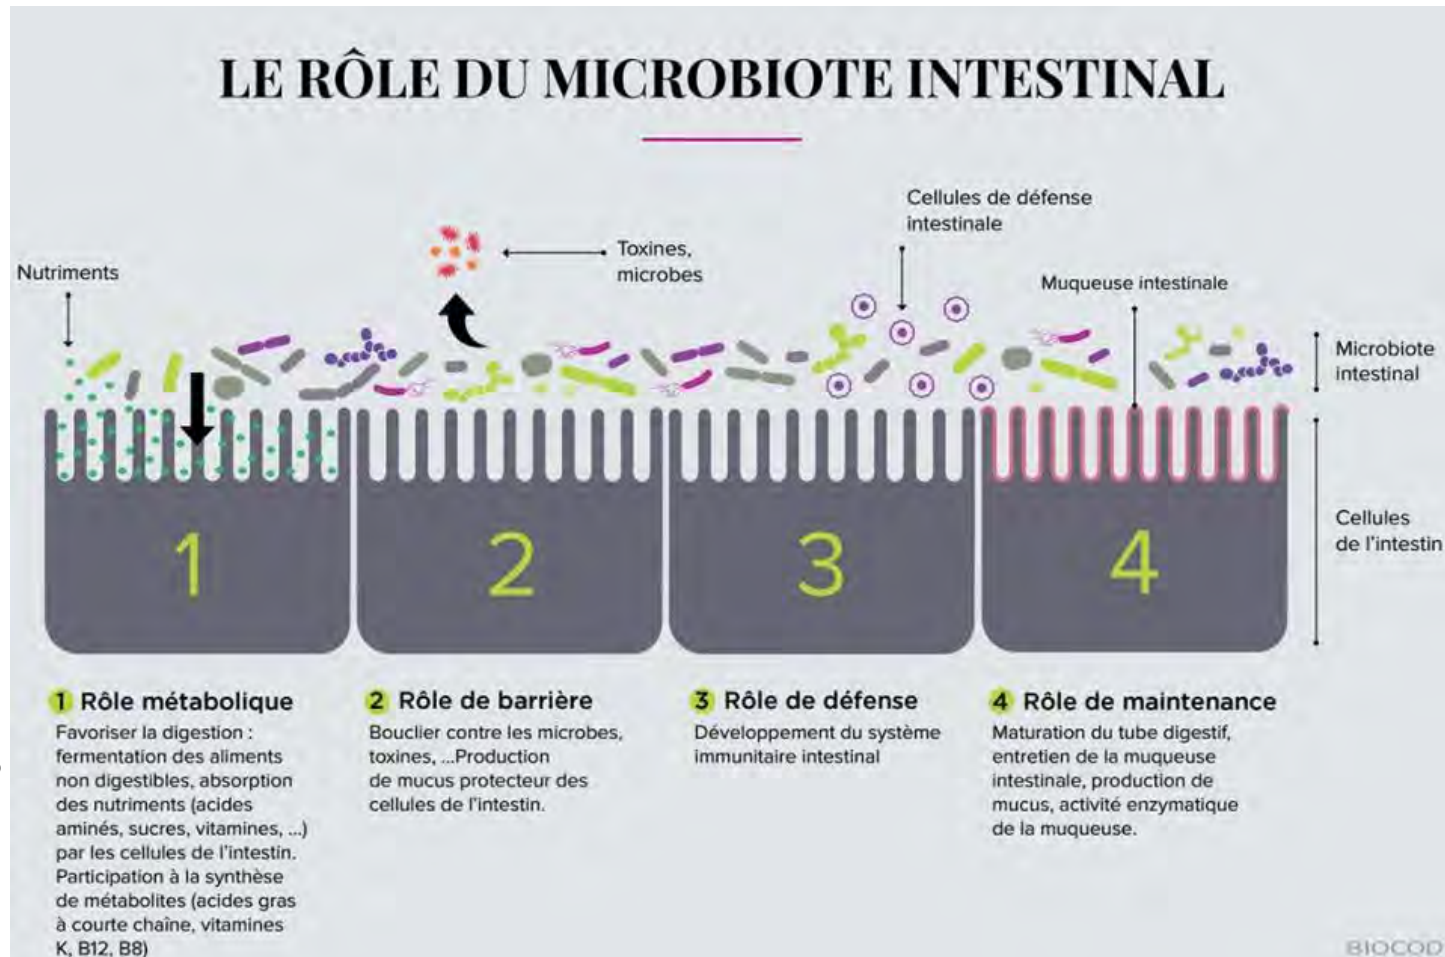 LE RÔLE DU MICROBIOTE INTESTINAL
Nutriments
Toxines,
microbes
Cellules de défense
intestinale
Muqueuse intestinale
Microbiote
intestinal
Cellules
de l'intestin
1
2
3
4
1 Rôle métabolique
Favoriser la digestion :
fermentation des aliments
non digestibles, absorption
des nutriments (acides
aminés, sucres, vitamines, ...)
par les cellules de l'intestin.
Participation à la synthèse
de métabolites (acides gras
à courte chaîne, vitamines
K, B12, B8)
2 Rôle de barrière
Bouclier contre les microbes,
toxines, ...Production
de mucus protecteur des
cellules de l'intestin.
3 Rôle de défense
Développement du système
immunitaire intestinal
4 Rôle de maintenance
Maturation du tube digestif,
entretien de la muqueuse
intestinale, production de
mucus, activité enzymatique
de la muqueuse.
BIOCOD